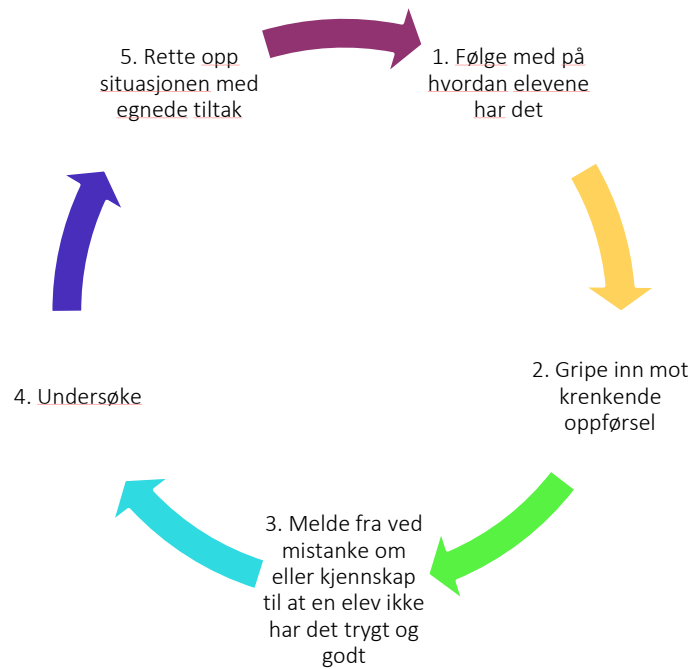 1. Følge med på
hvordan elevene
har det
2. Gripe inn mot
krenkende
oppførsel
3. Melde fra ved
mistanke om
eller kjennskap
til at en elev ikke
har det trygt og
godt
4. Undersøke
5. Rette opp
situasjonen med
egnede tiltak